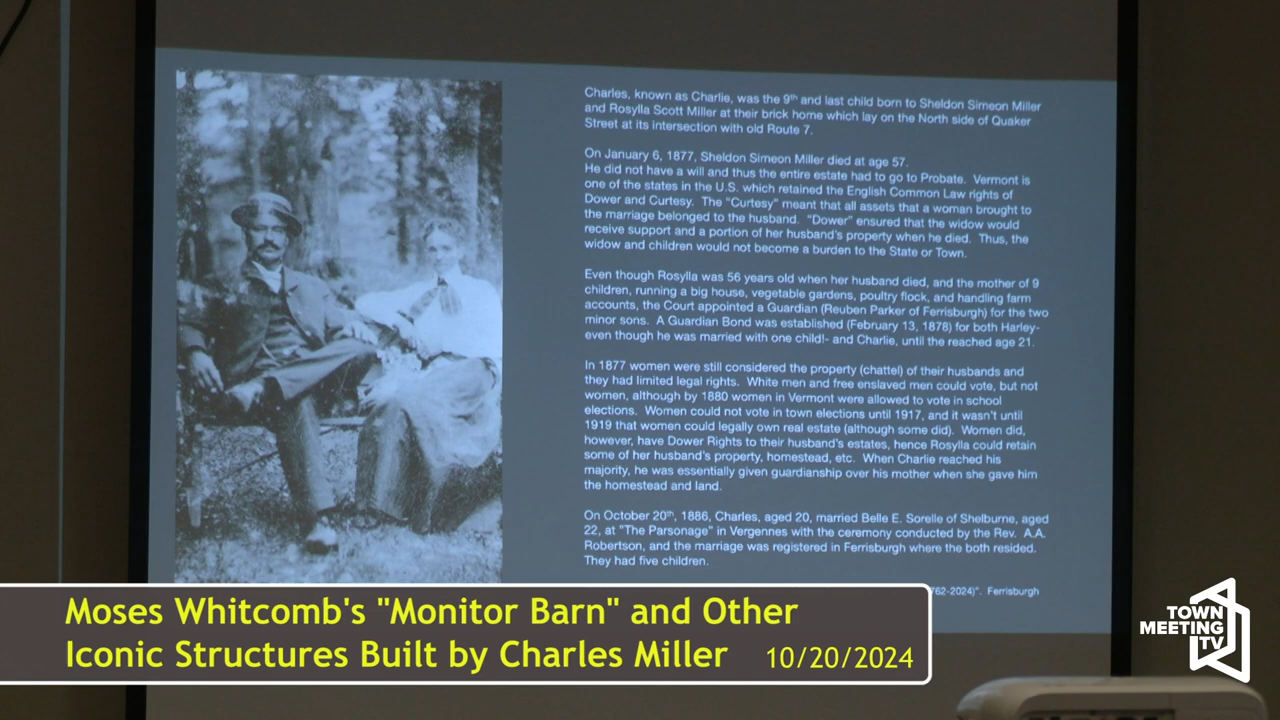 Charles, known as Charlie, was the 9th and last child born to Sheldon Simeon Miller
and Rosylla Scott Miller at their brick home which lay on the North side of Quaker
Street at its intersection with old Route 7.
On January 6, 1877, Sheldon Simeon Miller died at age 57.
He did not have a will and thus the entire estate had to go to Probate. Vermont is
one of the states in the U.S. which retained the English Common Law rights of
Dower and Curtesy. The "Curtesy" meant that all assets that a woman brought to
the marriage belonged to the husband. "Dower" ensured that the widow would
receive support and a portion of her husband's property when he died. Thus, the
widow and children would not become a burden to the State or Town.
Even though Rosylla was 56 years old when her husband died, and the mother of 9
children, running a big house, vegetable gardens, poultry flock, and handling farm
accounts, the Court appointed a Guardian (Reuben Parker of Ferrisburgh) for the two
minor sons. A Guardian Bond was established (February 13, 1878) for both Harley-
even though he was married with one child!- and Charlie, until the reached age 21.
In 1877 women were still considered the property (chattel) of their husbands and
they had limited legal rights. White men and free enslaved men could vote, but not
women, although by 1880 women in Vermont were allowed to vote in school
elections. Women could not vote in town elections until 1917, and it wasn't until
1919 that women could legally own real estate (although some did). Women did,
however, have Dower Rights to their husband's estates, hence Rosylla could retain
some of her husband's property, homestead, etc. When Charlie reached his
majority, he was essentially given guardianship over his mother when she gave him
the homestead and land.
On October 20th, 1886, Charles, aged 20, married Belle E. Sorelle of Shelburne, aged
22, at "The Parsonage" in Vergennes with the ceremony conducted by the Rev. A.A.
Robertson, and the marriage was registered in Ferrisburgh where the both resided.
They had five children.
762-2024)". Ferrisburgh
Moses Whitcomb's "Monitor Barn" and Other
Iconic Structures Built by Charles Miller 10/20/2024
TOWN
MEETING
TV